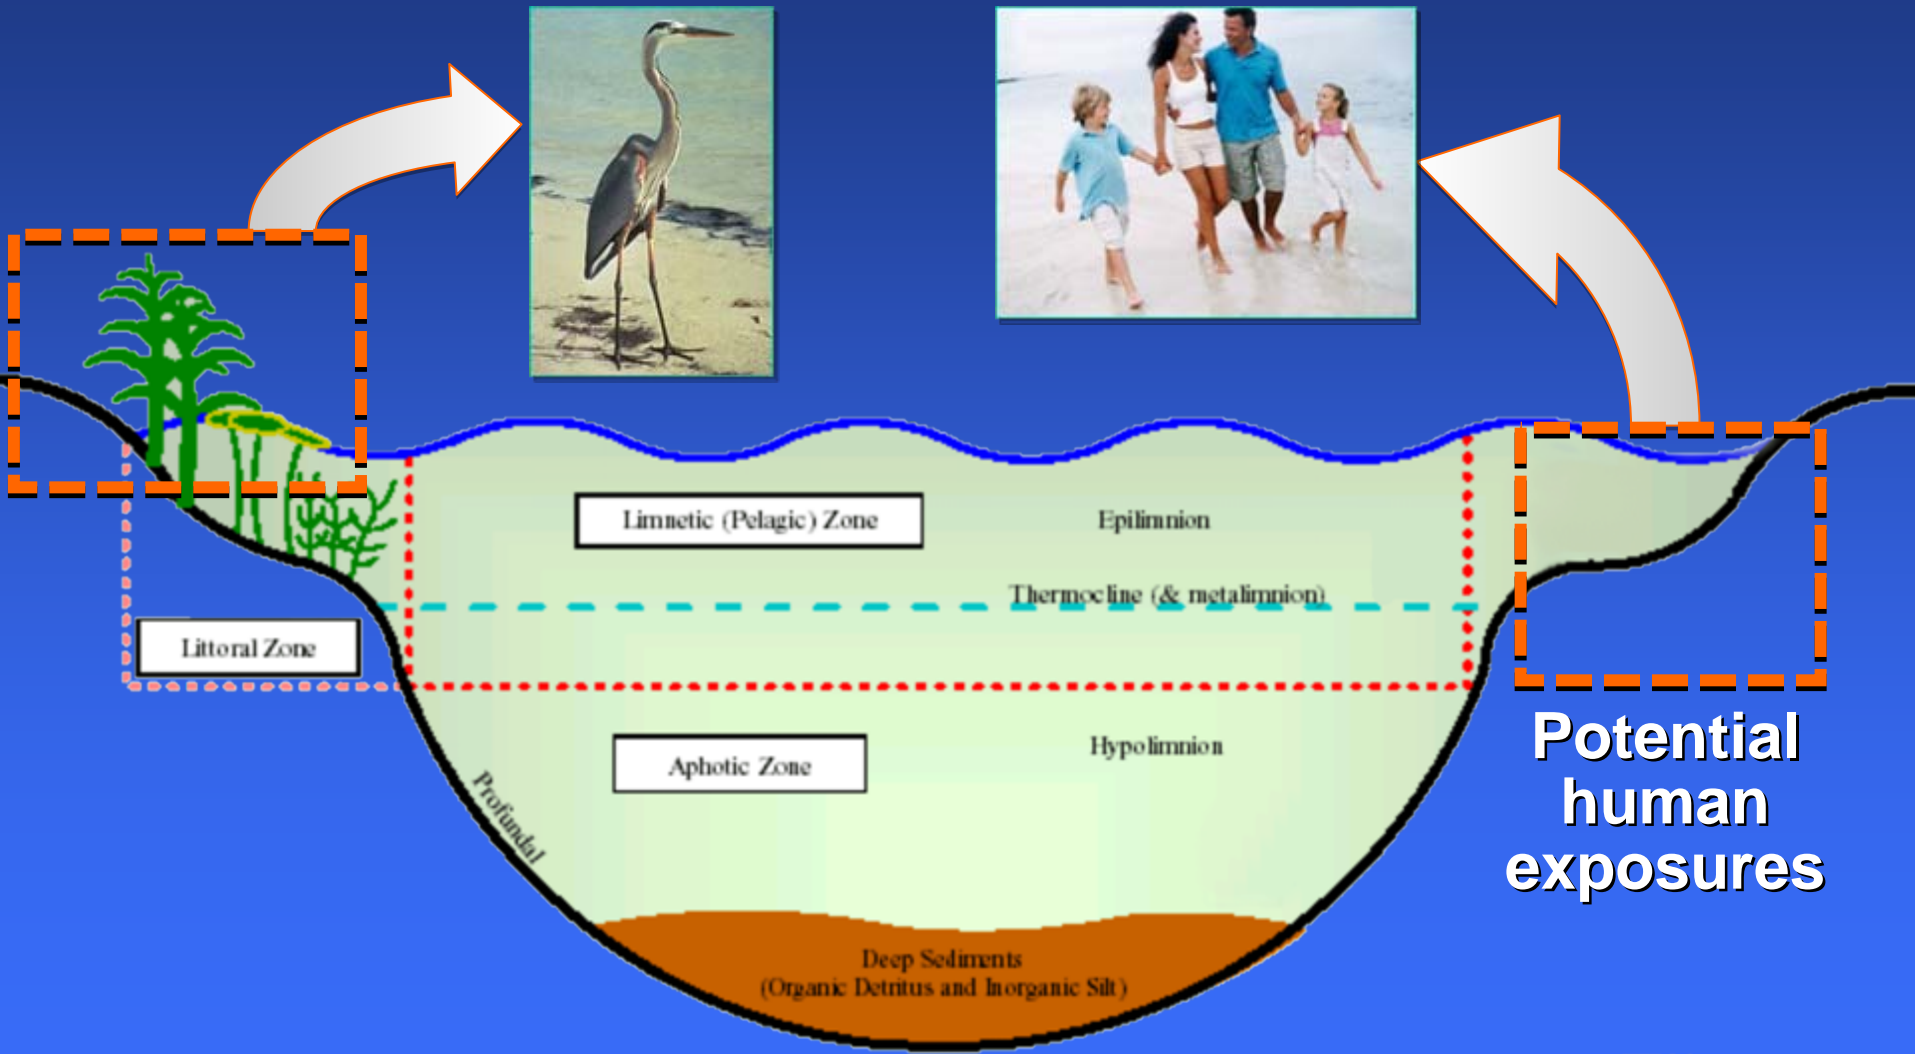 Limnetic (Pelagic) Zone
Epilimnion
Thermocline (& metalimnion)
Littoral Zone
Aphotic Zone
Hypolimnion
Profundal
Potential
human
exposures
Deep Sediments
(Organic Detritus and Inorganic Silt)